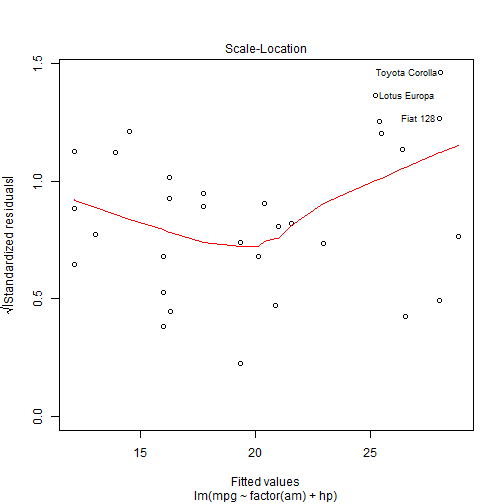 Scale-Location
1.5
1.0
0.5
0.0
√|Standardized residuals|
Toyota Corolla
Lotus Europa
Fiat 128
15 20 25
Fitted values
lm(mpg ~ factor(am) + hp)